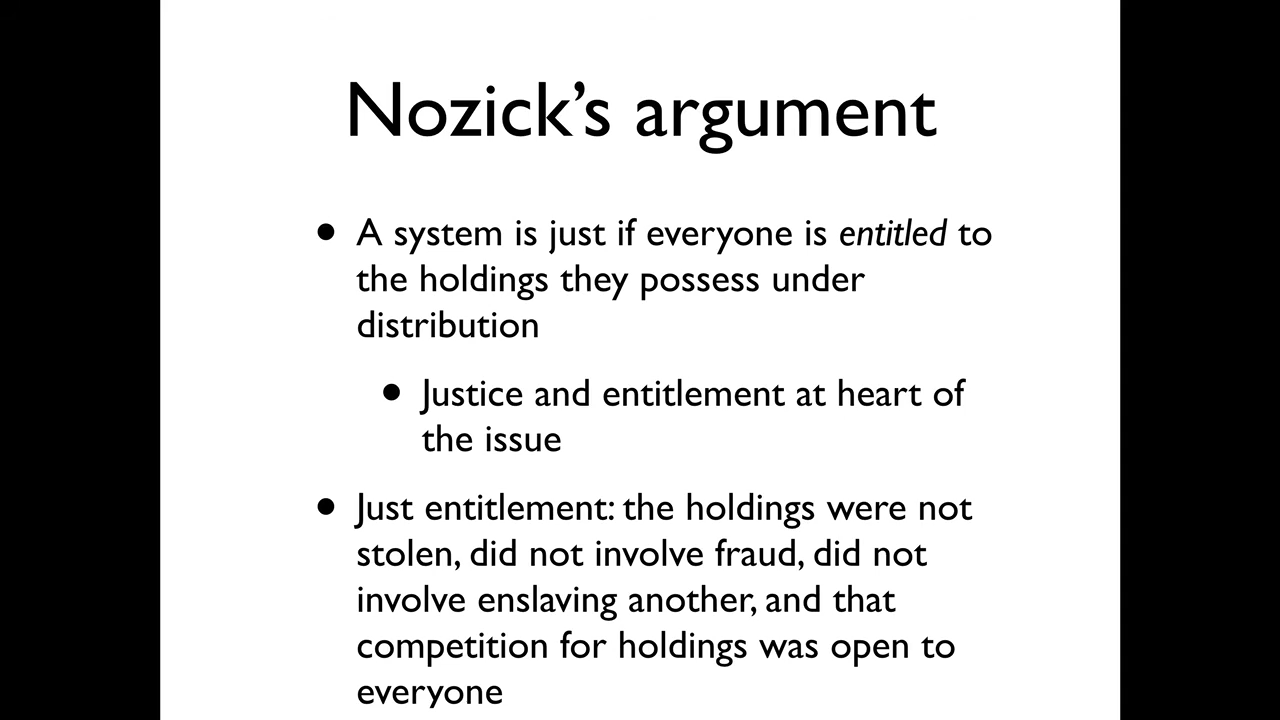 Nozick’s argument
• A system is just if everyone is entitled to
the holdings they possess under
distribution
• Justice and entitlement at heart of
the issue
• Just entitlement: the holdings were not
stolen, did not involve fraud, did not
involve enslaving another, and that
competition for holdings was open to
everyone